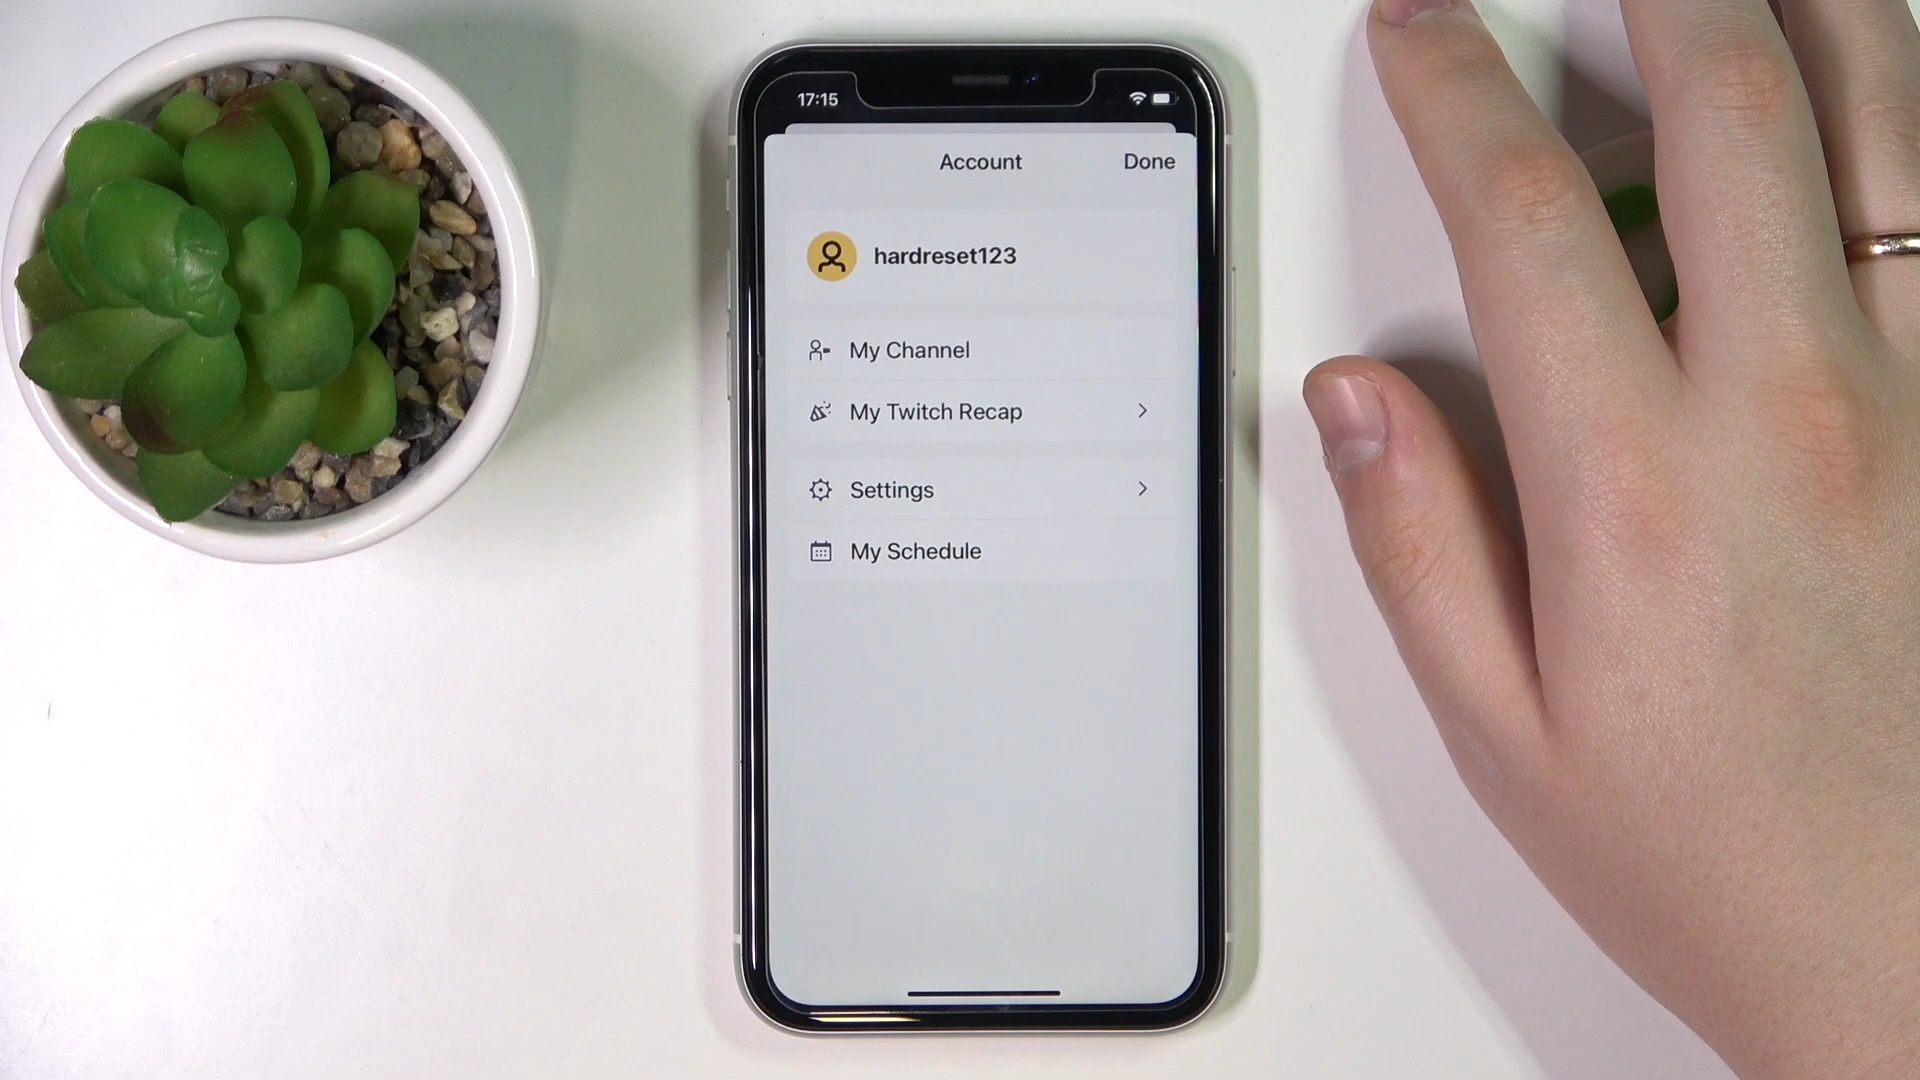 17:15
Account Done
hardreset123
My Channel
My Twitch Recap
Settings
My Schedule